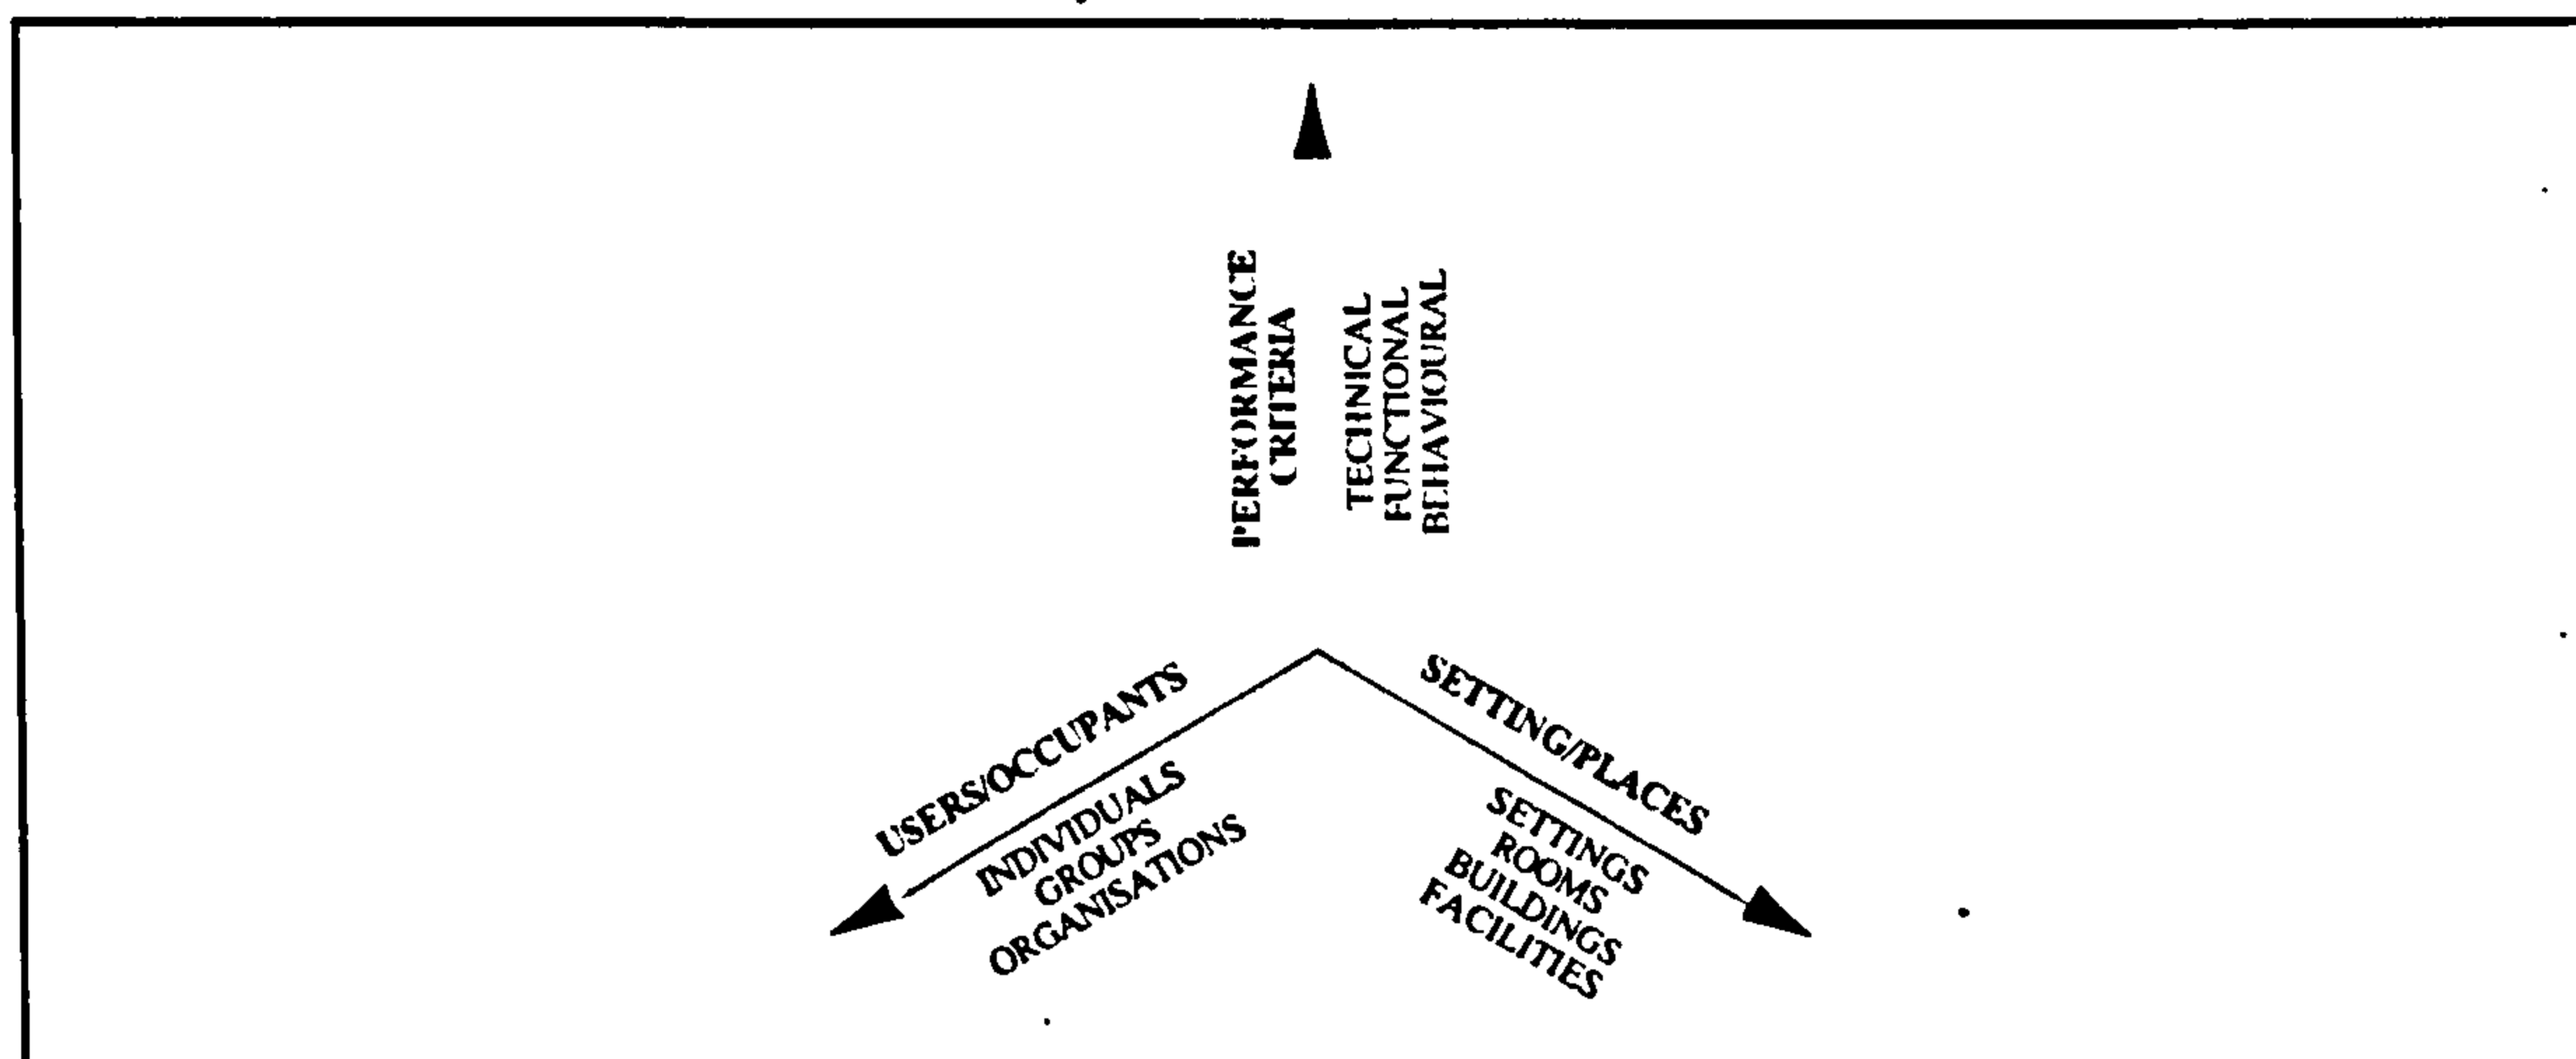 PERFORMANCE
CRITERIA
TECHNICAL
FUNCTIONAL
BEHAVIOURAL
USERS/OCCUPANTS
INDIVIDUALS
GROUPS
ORGANISATIONS
SETTING/PLACES
SETTINGS
ROOMS
BUILDINGS
FACILITIES